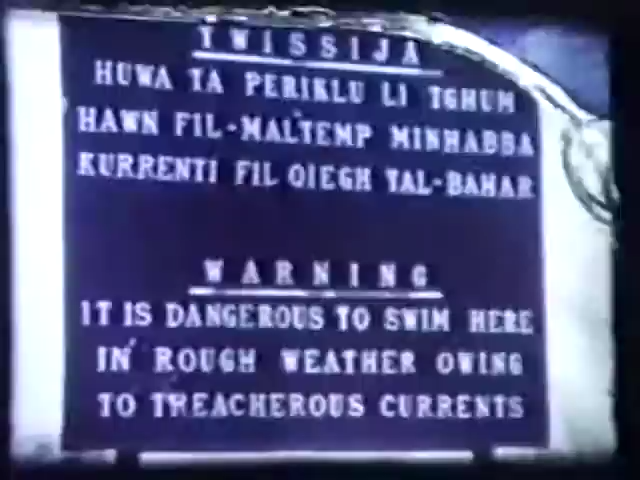 TWISSIJA
HUWA TA PERIKLU LI TGHUM
HAWN FIL-MALTEMP MINHABBA
KURRENTI FIL QIEGH TAL-BAHAR
WARNING
IT IS DANGEROUS TO SWIM HERE
IN ROUGH WEATHER OWING
TO TREACHEROUS CURRENTS